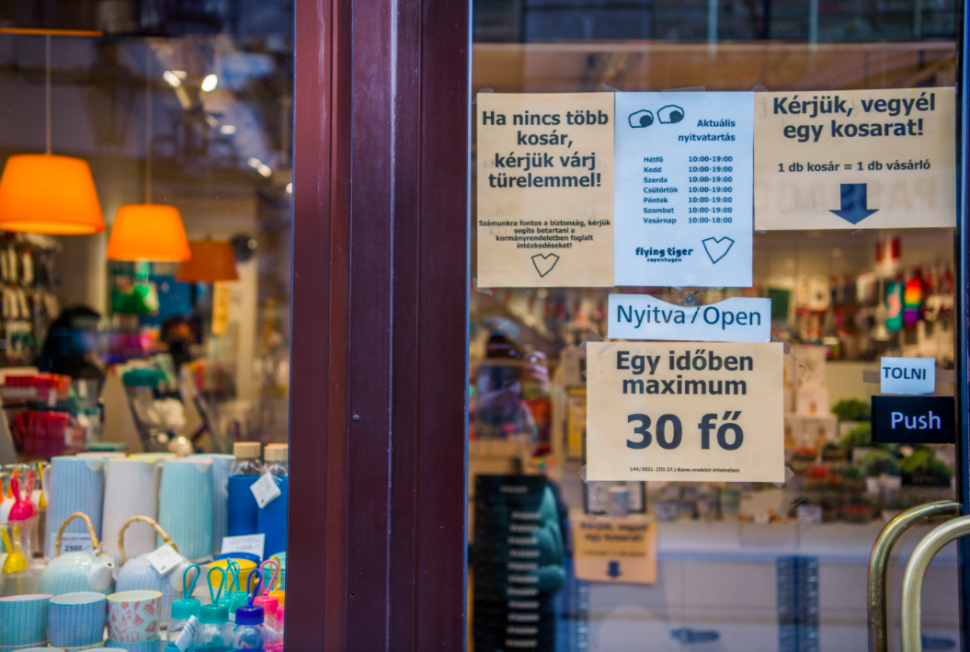 Ha nincs több
kosár,
kérjük várj
türelemmel!
Számunkra fontos a biztonság, kérjük
segíts betartani a
kormányrendeletben foglalt
intézkedéseket!
Aktuális
nyitvatartás
Hétfő 10:00-19:00
Kedd 10:00-19:00
Szerda 10:00-19:00
Csütörtök 10:00-19:00
Péntek 10:00-19:00
Szombat 10:00-19:00
Vasárnap 10:00-18:00
flying tiger
copenhagen
Kérjük, vegyél
egy kosarat!
1 db kosár = 1 db vásárló
Nyitva/Open
Egy időben
maximum
30 fő
TOLNI
Push
2500,-